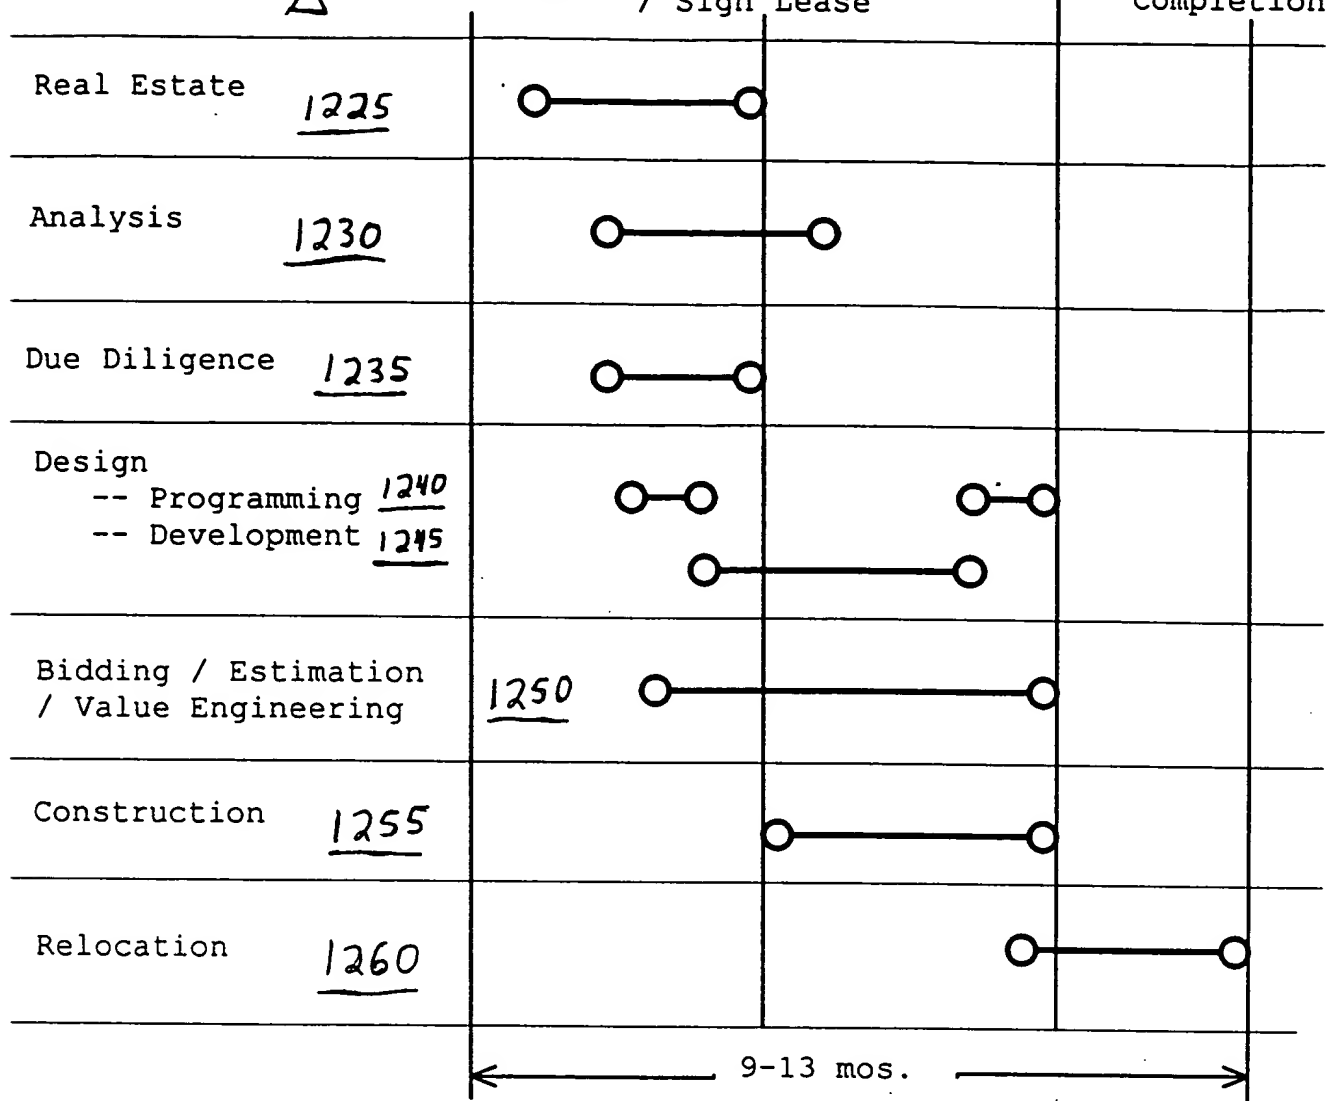 / Sign Lease
Completion
Real Estate 1225
Analysis 1230
Due Diligence 1235
Design
-- Programming 1240
-- Development 1245
Bidding / Estimation
/ Value Engineering 1250
Construction 1255
Relocation 1260
9-13 mos.